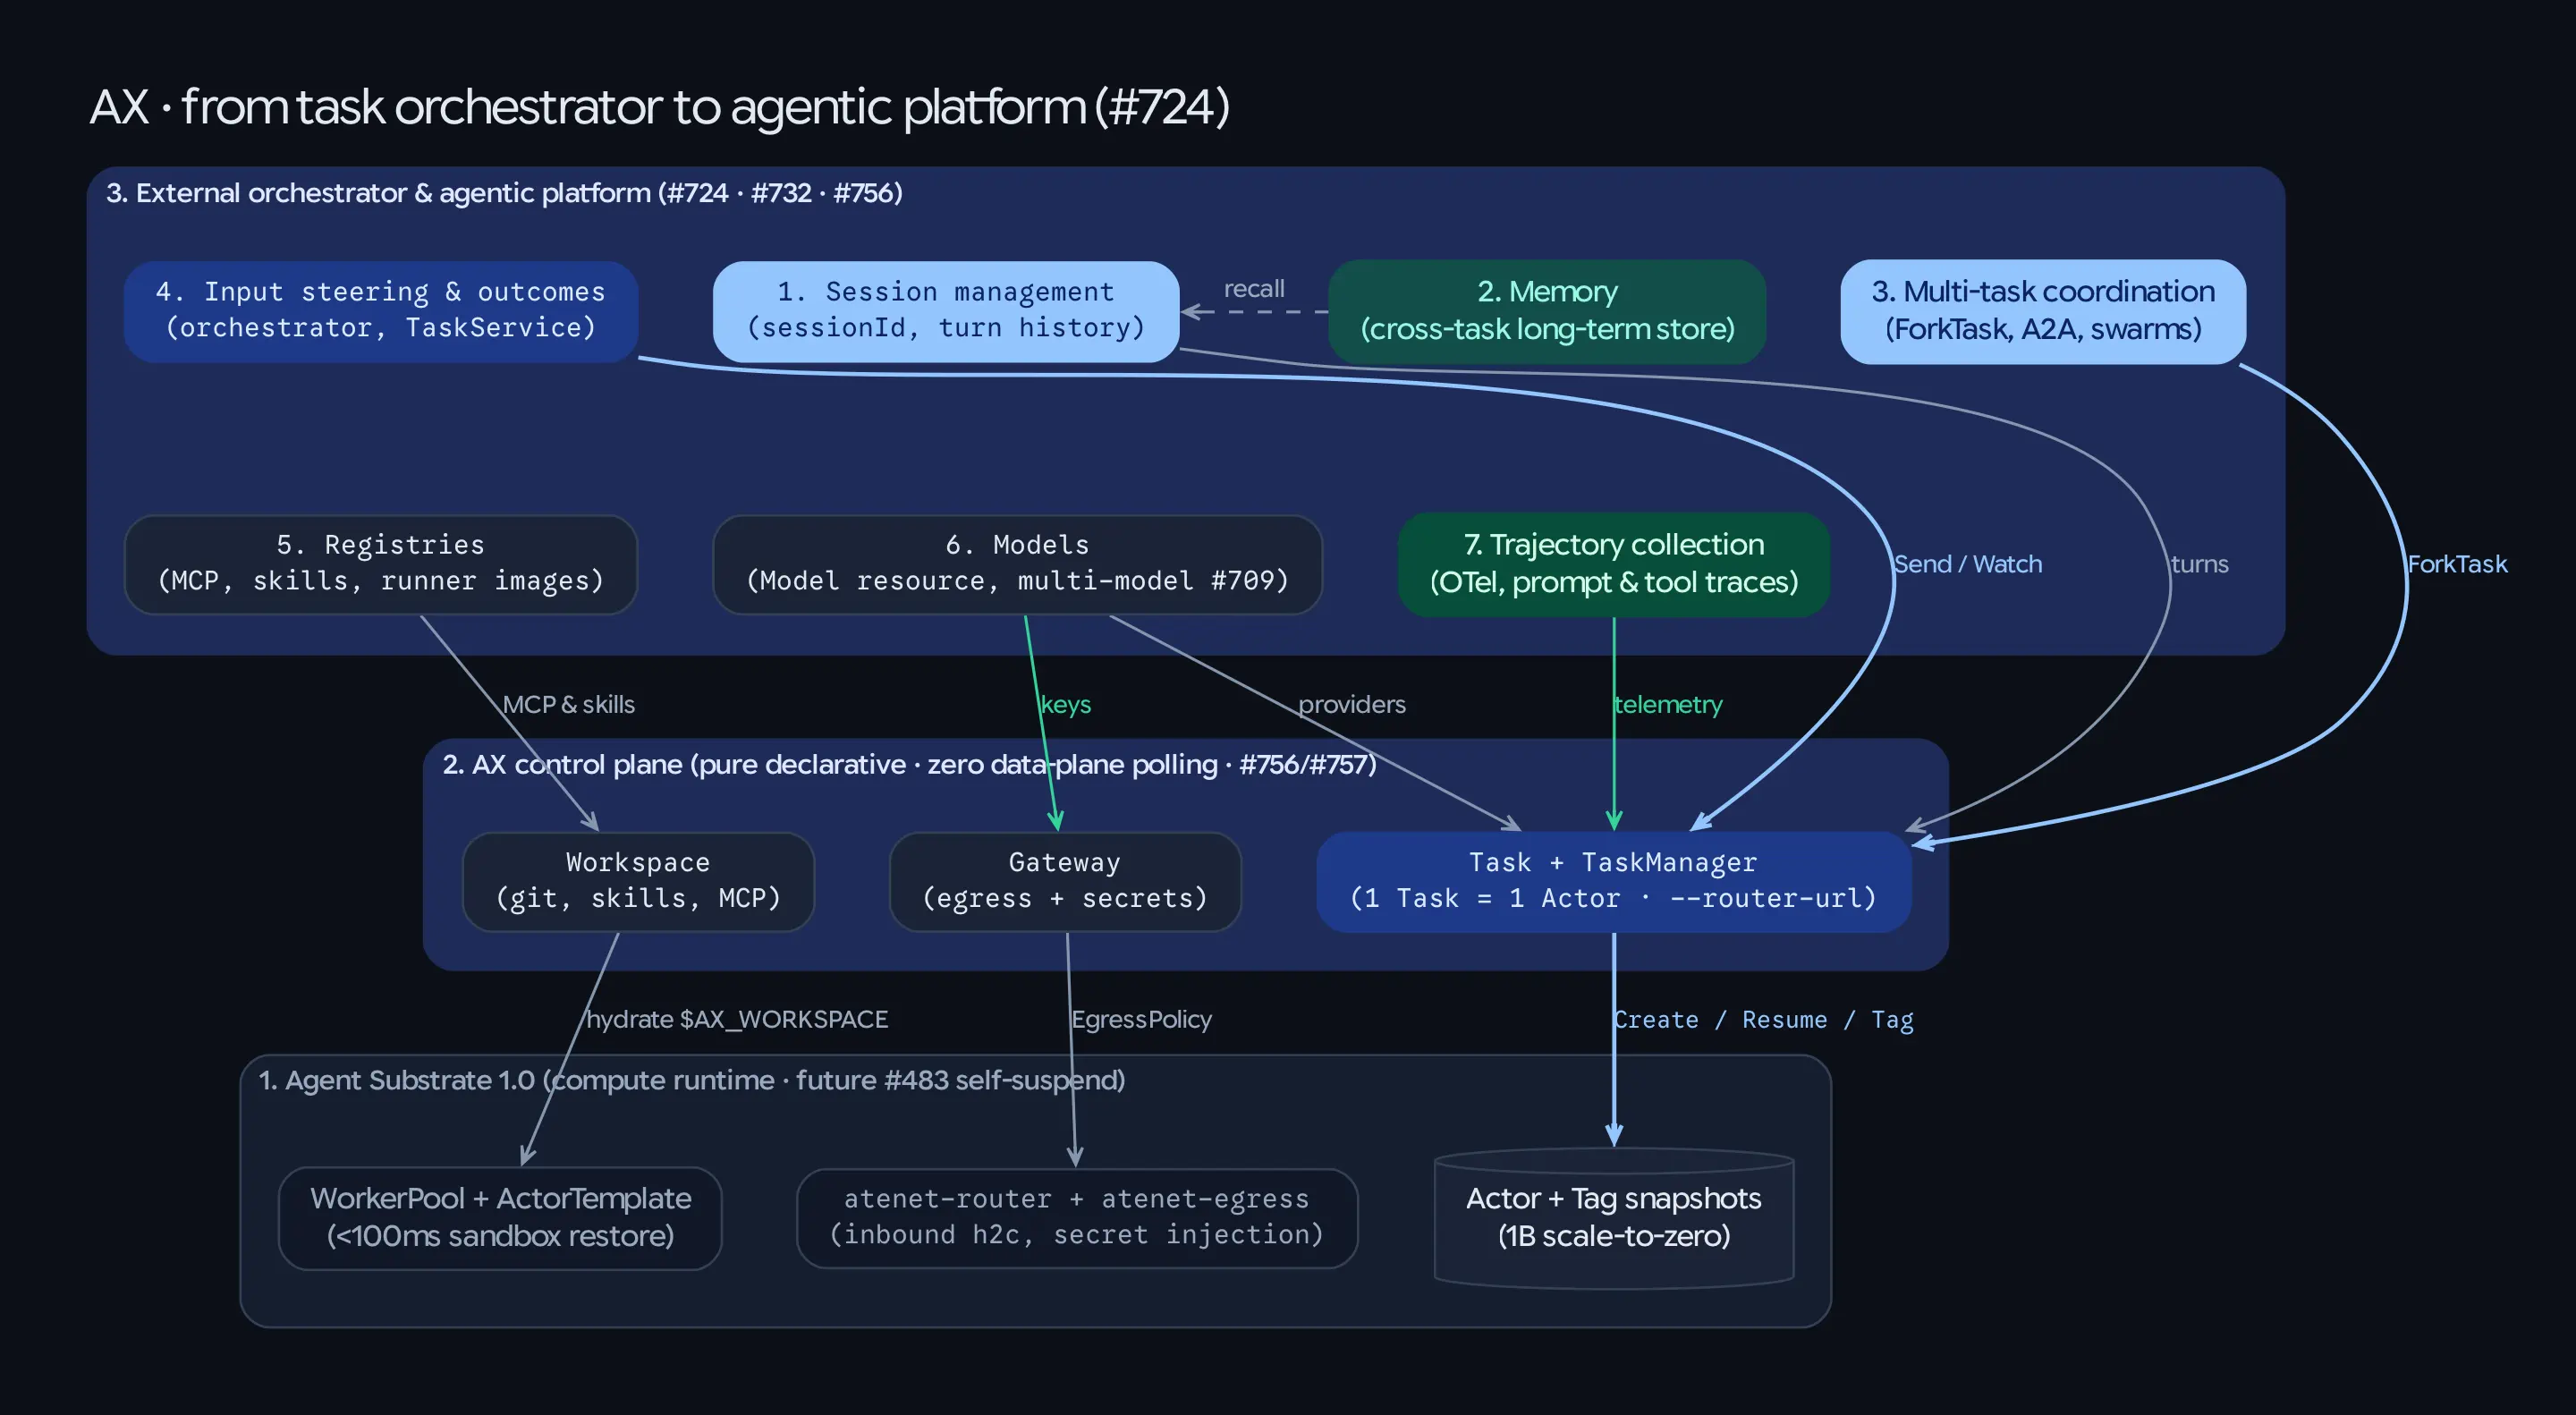 AX · from task orchestrator to agentic platform (#724)
3. External orchestrator & agentic platform (#724 · #732 · #756)
4. Input steering & outcomes
(orchestrator, TaskService)
1. Session management
(sessionId, turn history)
recall
2. Memory
(cross-task long-term store)
3. Multi-task coordination
(ForkTask, A2A, swarms)
5. Registries
(MCP, skills, runner images)
6. Models
(Model resource, multi-model #709)
7. Trajectory collection
(OTel, prompt & tool traces)
Send / Watch
turns
ForkTask
MCP & skills
keys
providers
telemetry
2. AX control plane (pure declarative · zero data-plane polling · #756/#757)
Workspace
(git, skills, MCP)
Gateway
(egress + secrets)
Task + TaskManager
(1 Task = 1 Actor · --router-url)
hydrate $AX_WORKSPACE
EgressPolicy
Create / Resume / Tag
1. Agent Substrate 1.0 (compute runtime · future #483 self-suspend)
WorkerPool + ActorTemplate
(<100ms sandbox restore)
atenet-router + atenet-egress
(inbound h2c, secret injection)
Actor + Tag snapshots
(1B scale-to-zero)